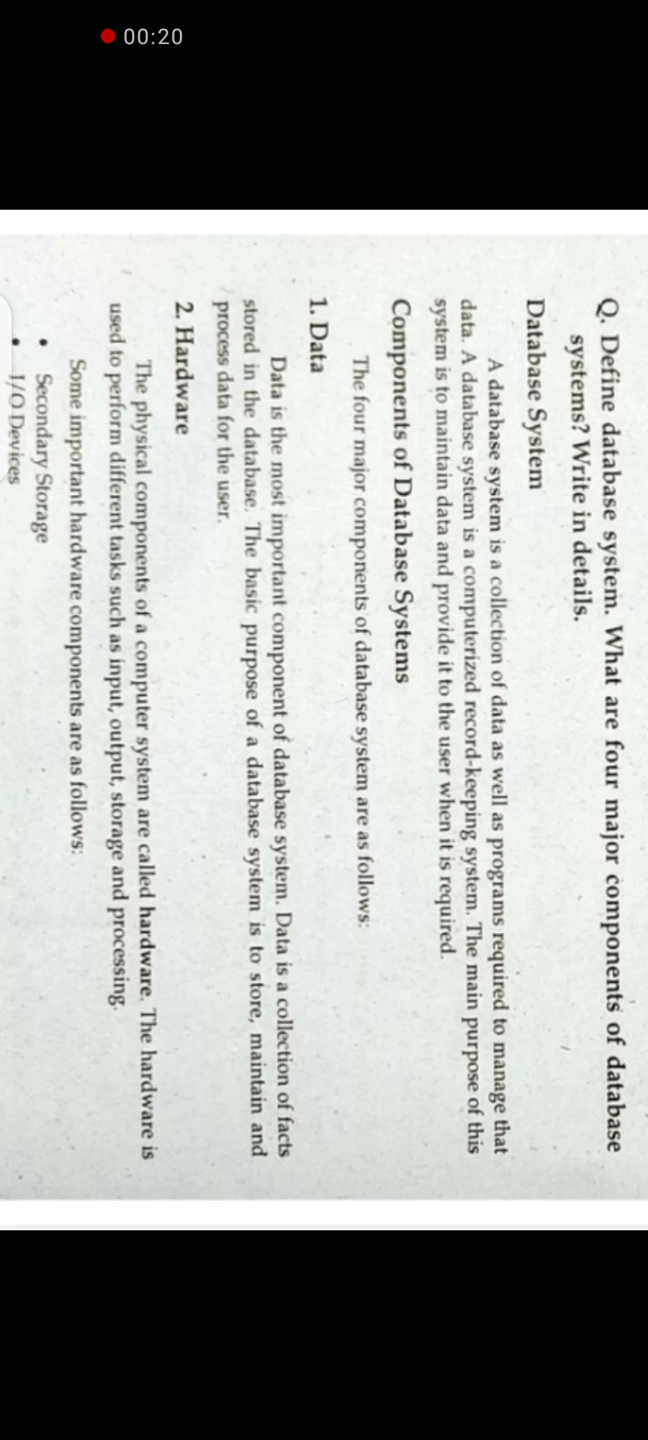 00:20
Q. Define database system. What are four major components of database
systems? Write in details.
Database System
A database system is a collection of data as well as programs required to manage that
data. A database system is a computerized record-keeping system. The main purpose of this
system is to maintain data and provide it to the user when it is required.
Components of Database Systems
The four major components of database system are as follows:
1. Data
Data is the most important component of database system. Data is a collection of facts
stored in the database. The basic purpose of a database system is to store, maintain and
process data for the user.
2. Hardware
The physical components of a computer system are called hardware. The hardware is
used to perform different tasks such as input, output, storage and processing.
Some important hardware components are as follows:
• Secondary Storage
• I/O Devices